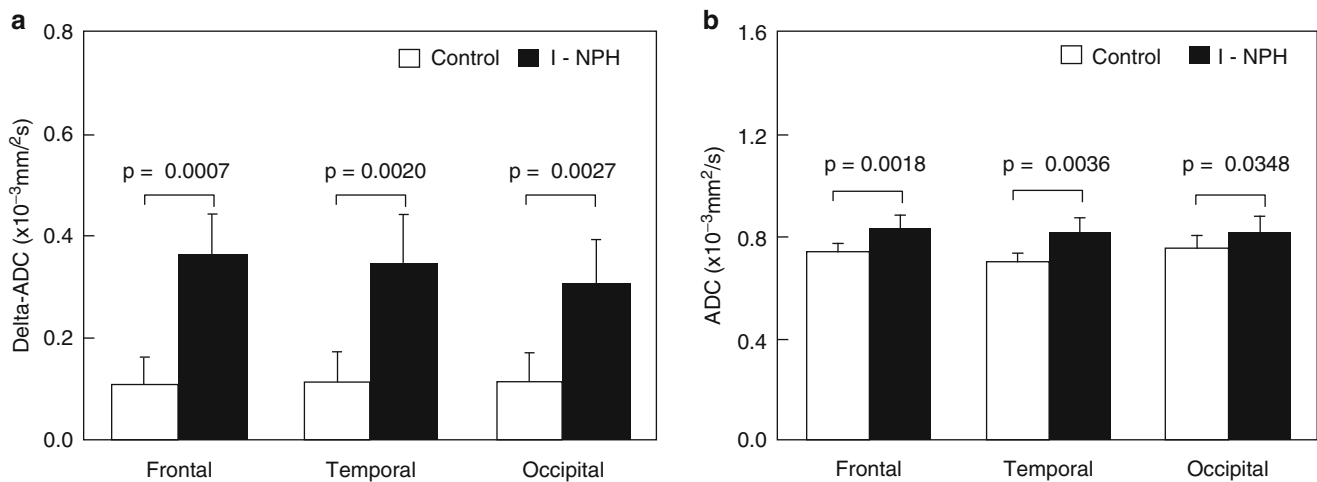 a
0.8
0.6
0.4
0.2
0.0
Delta-ADC (x10⁻³mm/²s)
Control
I - NPH
p = 0.0007
p = 0.0020
p = 0.0027
Frontal
Temporal
Occipital
b
1.6
1.2
0.8
0.4
0.0
ADC (x10⁻³mm²/s)
Control
I - NPH
p = 0.0018
p = 0.0036
p = 0.0348
Frontal
Temporal
Occipital